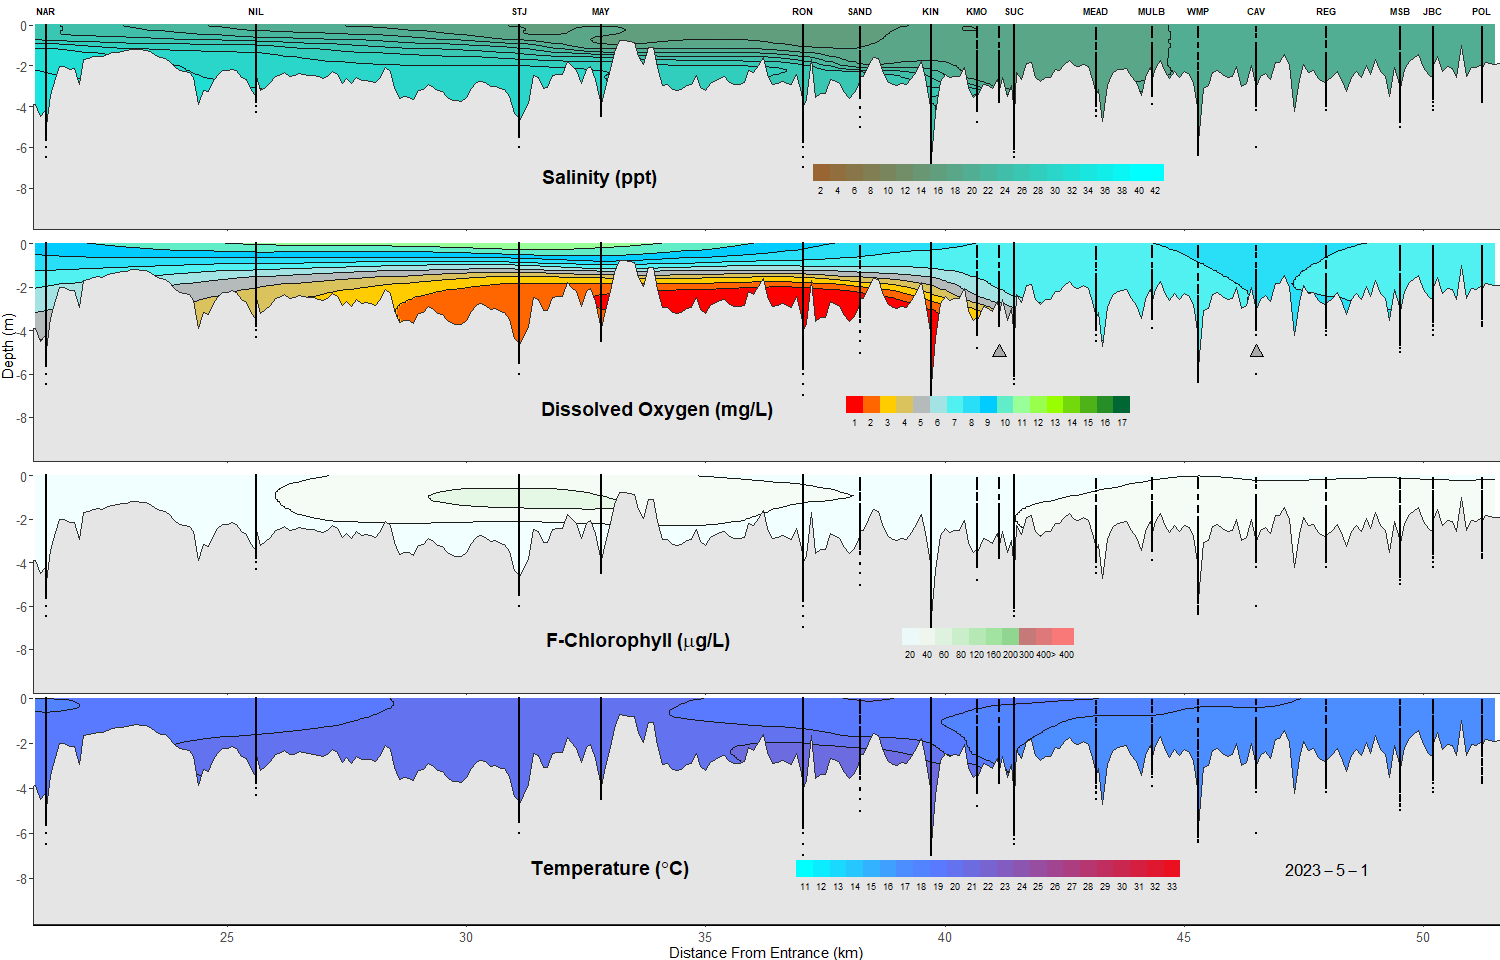 NAR NIL STJ MAY RON SAND KIN KMO SUC MEAD MULB WMP CAV REG MSB JBC POL
0
-2
-4
-6
-8
Salinity (ppt)
2 4 6 8 10 12 14 16 18 20 22 24 26 28 30 32 34 36 38 40 42
0
-2
-4
-6
-8
Depth (m)
Dissolved Oxygen (mg/L)
1 2 3 4 5 6 7 8 9 10 11 12 13 14 15 16 17
0
-2
-4
-6
-8
F-Chlorophyll (μg/L)
20 40 60 80 120 160 200 300 400> 400
0
-2
-4
-6
-8
Temperature (°C)
11 12 13 14 15 16 17 18 19 20 21 22 23 24 25 26 27 28 29 30 31 32 33
2023 – 5 – 1
25 30 35 40 45 50
Distance From Entrance (km)